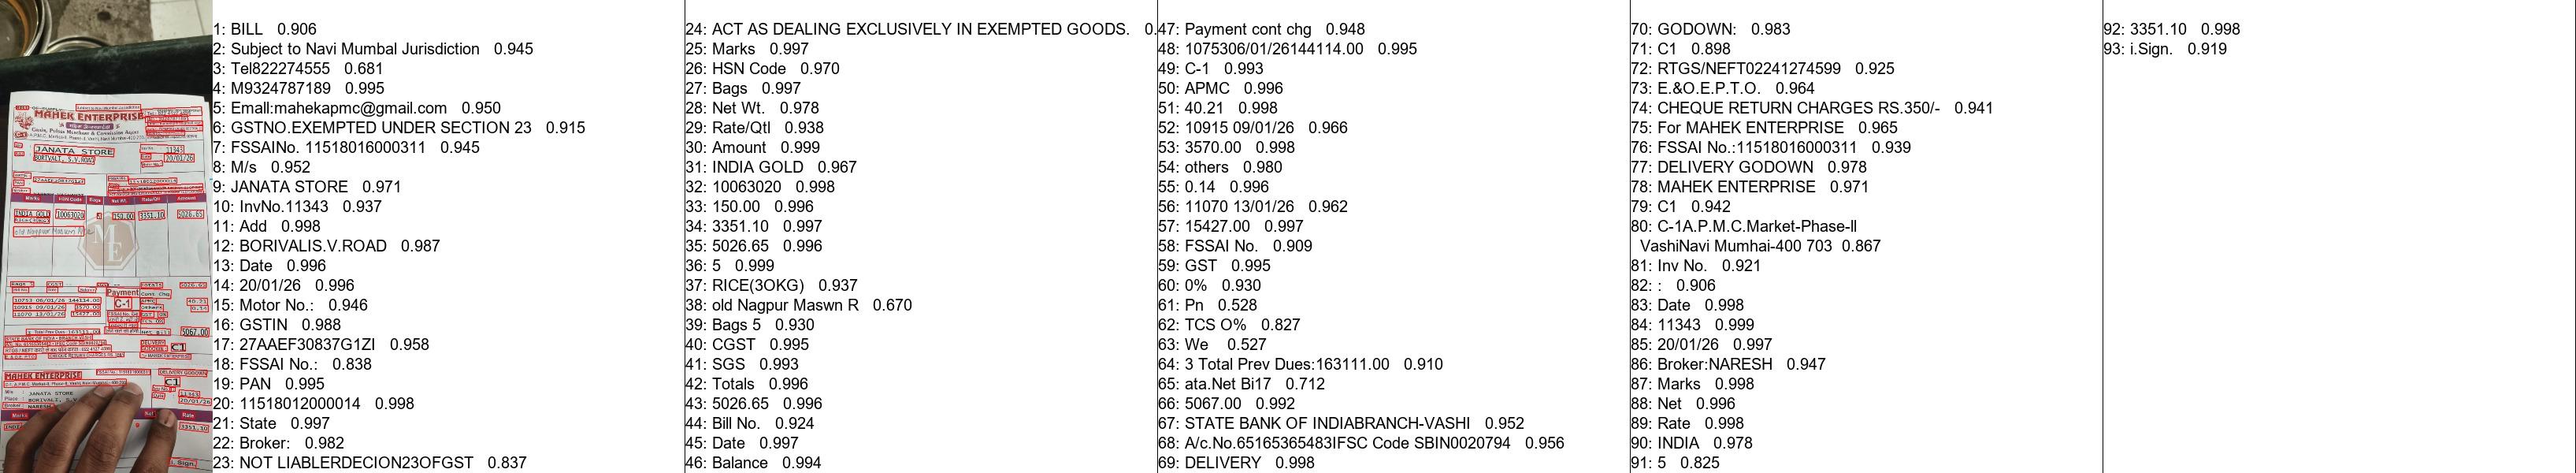 1: BILL 0.906
2: Subject to Navi Mumbal Jurisdiction 0.945
3: Tel822274555 0.681
4: M9324787189 0.995
5: Emall:mahekapmc@gmail.com 0.950
6: GSTNO.EXEMPTED UNDER SECTION 23 0.915
7: FSSAINo. 11518016000311 0.945
8: M/s 0.952
9: JANATA STORE 0.971
10: InvNo.11343 0.937
11: Add 0.998
12: BORIVALIS.V.ROAD 0.987
13: Date 0.996
14: 20/01/26 0.996
15: Motor No.: 0.946
16: GSTIN 0.988
17: 27AAEF30837G1ZI 0.958
18: FSSAI No.: 0.838
19: PAN 0.995
20: 11518012000014 0.998
21: State 0.997
22: Broker: 0.982
23: NOT LIABLERDECION23OFGST 0.837
24: ACT AS DEALING EXCLUSIVELY IN EXEMPTED GOODS. 0.
25: Marks 0.997
26: HSN Code 0.970
27: Bags 0.997
28: Net Wt. 0.978
29: Rate/Qtl 0.938
30: Amount 0.999
31: INDIA GOLD 0.967
32: 10063020 0.998
33: 150.00 0.996
34: 3351.10 0.997
35: 5026.65 0.996
36: 5 0.999
37: RICE(3OKG) 0.937
38: old Nagpur Maswn R 0.670
39: Bags 5 0.930
40: CGST 0.995
41: SGS 0.993
42: Totals 0.996
43: 5026.65 0.996
44: Bill No. 0.924
45: Date 0.997
46: Balance 0.994
47: Payment cont chg 0.948
48: 1075306/01/26144114.00 0.995
49: C-1 0.993
50: APMC 0.996
51: 40.21 0.998
52: 10915 09/01/26 0.966
53: 3570.00 0.998
54: others 0.980
55: 0.14 0.996
56: 11070 13/01/26 0.962
57: 15427.00 0.997
58: FSSAI No. 0.909
59: GST 0.995
60: 0% 0.930
61: Pn 0.528
62: TCS O% 0.827
63: We 0.527
64: 3 Total Prev Dues:163111.00 0.910
65: ata.Net Bi17 0.712
66: 5067.00 0.992
67: STATE BANK OF INDIABRANCH-VASHI 0.952
68: A/c.No.65165365483IFSC Code SBIN0020794 0.956
69: DELIVERY 0.998
70: GODOWN: 0.983
71: C1 0.898
72: RTGS/NEFT02241274599 0.925
73: E.&O.E.P.T.O. 0.964
74: CHEQUE RETURN CHARGES RS.350/- 0.941
75: For MAHEK ENTERPRISE 0.965
76: FSSAI No.:11518016000311 0.939
77: DELIVERY GODOWN 0.978
78: MAHEK ENTERPRISE 0.971
79: C1 0.942
80: C-1A.P.M.C.Market-Phase-ll
VashiNavi Mumhai-400 703 0.867
81: Inv No. 0.921
82: : 0.906
83: Date 0.998
84: 11343 0.999
85: 20/01/26 0.997
86: Broker:NARESH 0.947
87: Marks 0.998
88: Net 0.996
89: Rate 0.998
90: INDIA 0.978
91: 5 0.825
92: 3351.10 0.998
93: i.Sign. 0.919